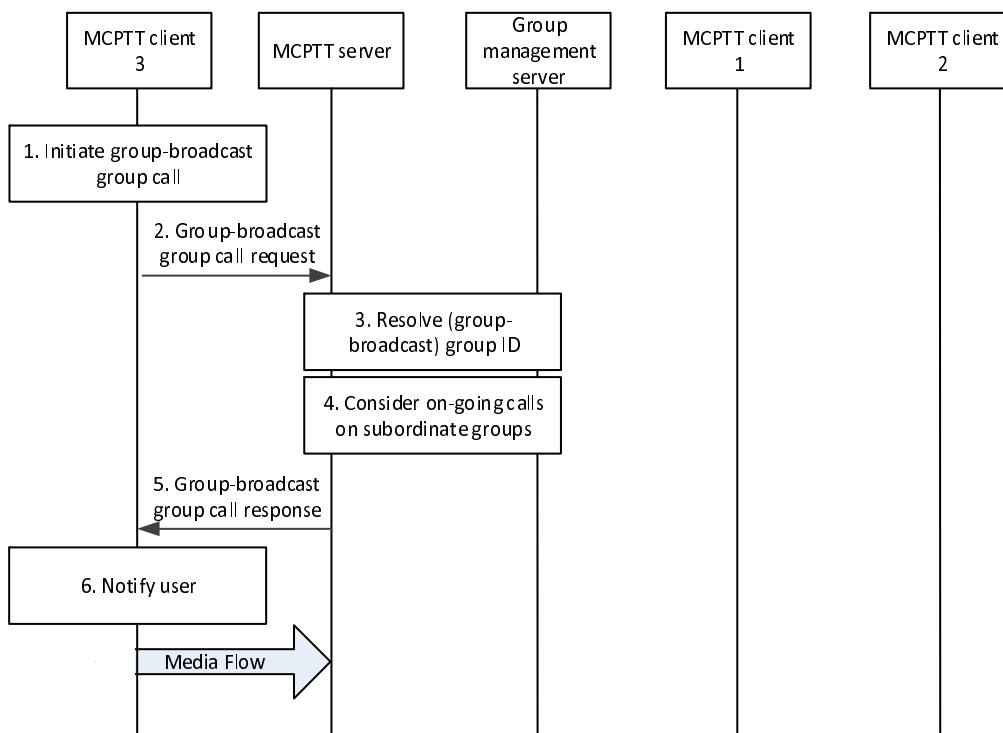 MCPTT client
3
MCPTT server
Group
management
server
MCPTT client
1
MCPTT client
2
1. Initiate group-broadcast
group call
2. Group-broadcast
group call request
3. Resolve (group-
broadcast) group ID
4. Consider on-going calls
on subordinate groups
5. Group-broadcast
group call response
6. Notify user
Media Flow